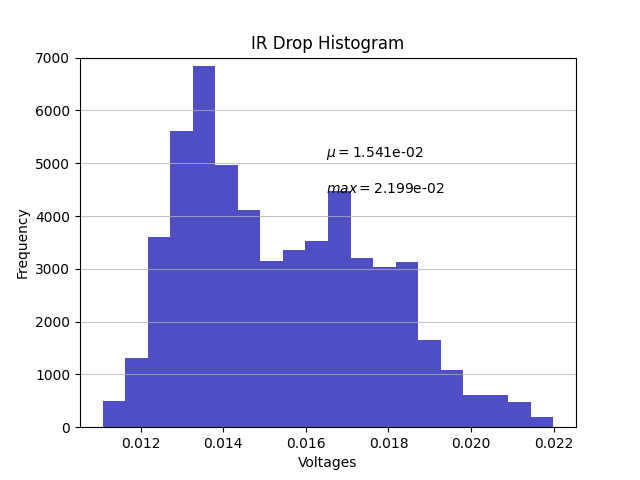 IR Drop Histogram
7000
6000
5000
4000
3000
2000
1000
0
Frequency
μ = 1.541e-02
max = 2.199e-02
0.012 0.014 0.016 0.018 0.020 0.022
Voltages